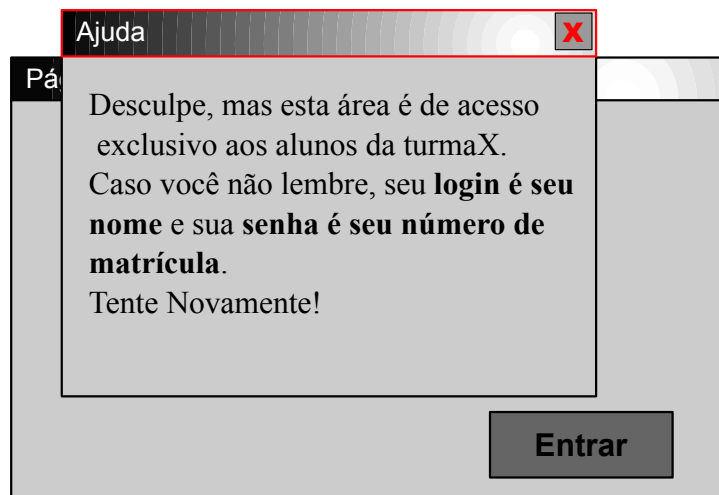 Ajuda X
Pá
Desculpe, mas esta área é de acesso
exclusivo aos alunos da turmaX.
Caso você não lembre, seu login é seu
nome e sua senha é seu número de
matrícula.
Tente Novamente!
Entrar